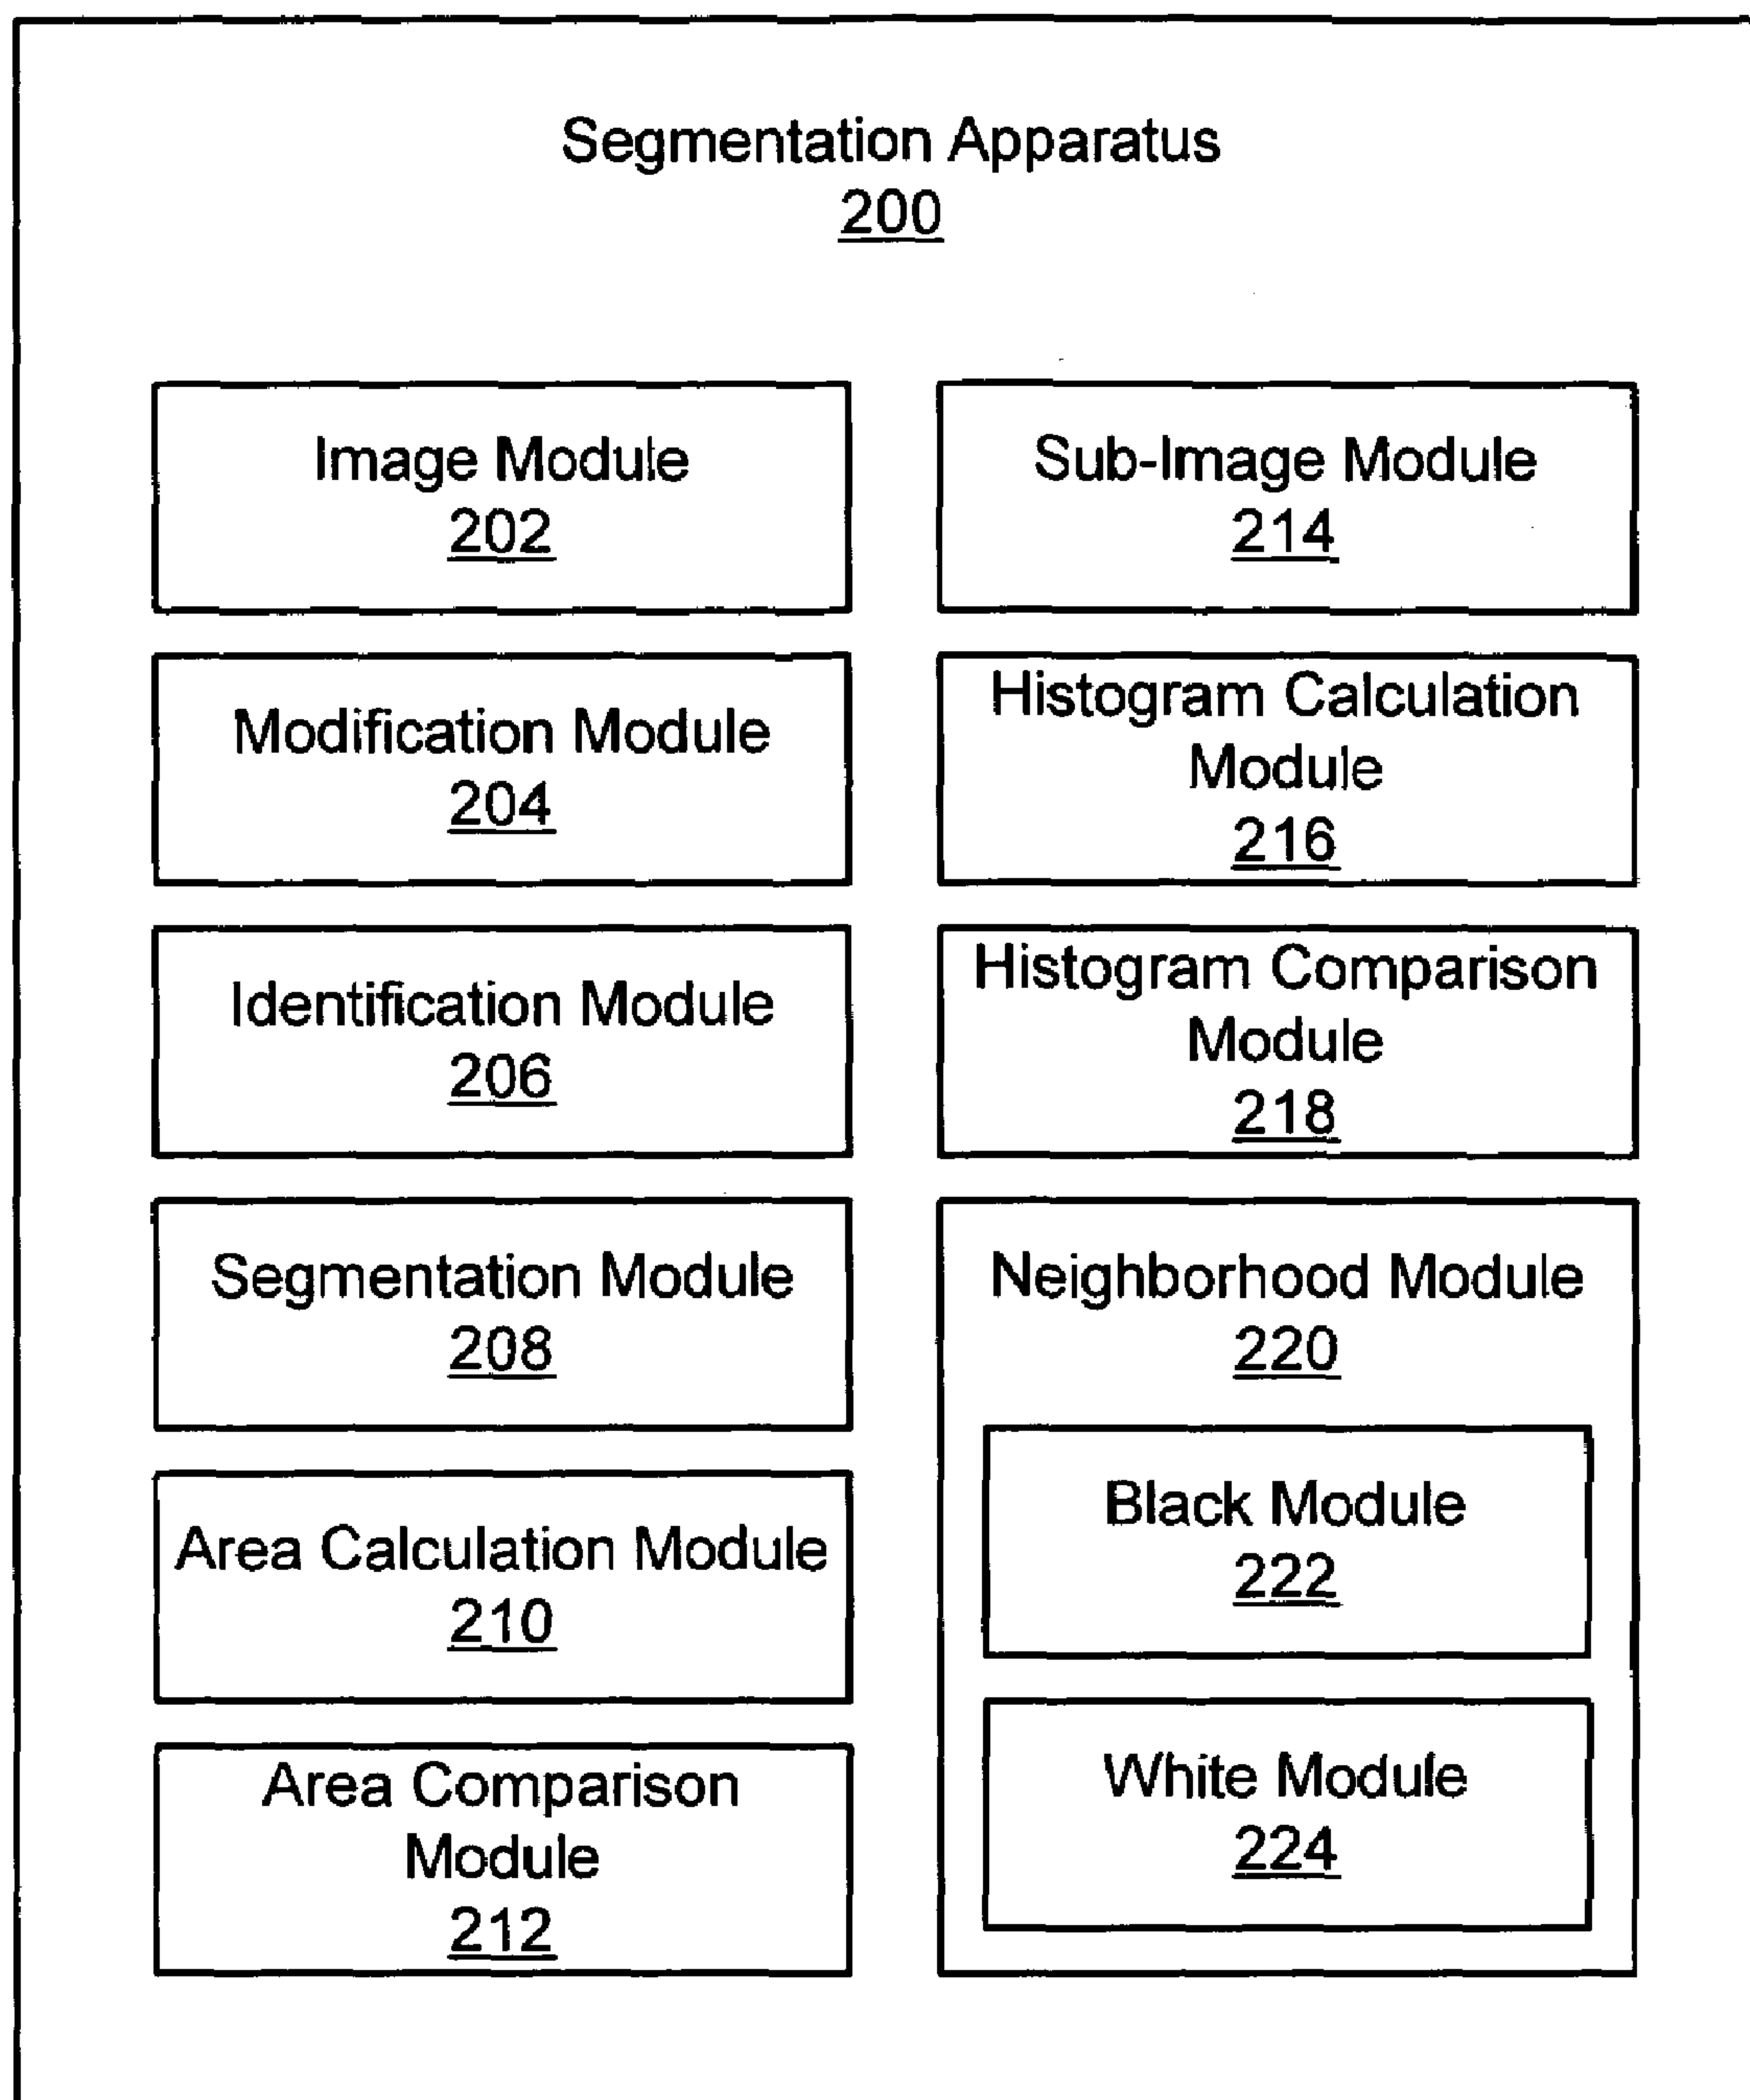 Segmentation Apparatus
200
Image Module
202
Modification Module
204
Identification Module
206
Segmentation Module
208
Area Calculation Module
210
Area Comparison
Module
212
Sub-Image Module
214
Histogram Calculation
Module
216
Histogram Comparison
Module
218
Neighborhood Module
220
Black Module
222
White Module
224